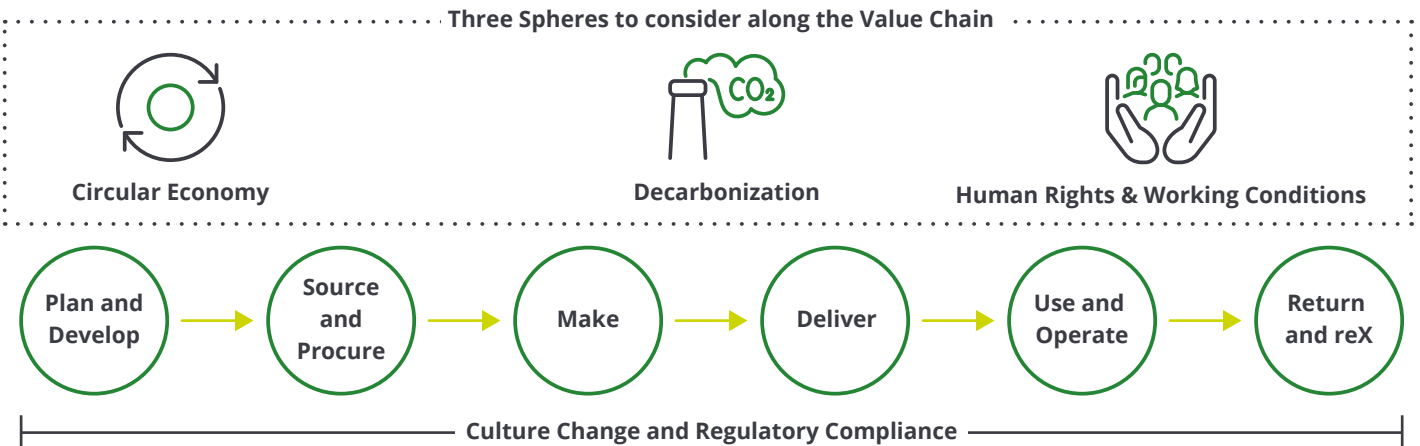 Three Spheres to consider along the Value Chain
CO₂
Circular Economy
Decarbonization
Human Rights & Working Conditions
Plan and
Develop
Source
and
Procure
Make
Deliver
Use and
Operate
Return
and reX
Culture Change and Regulatory Compliance